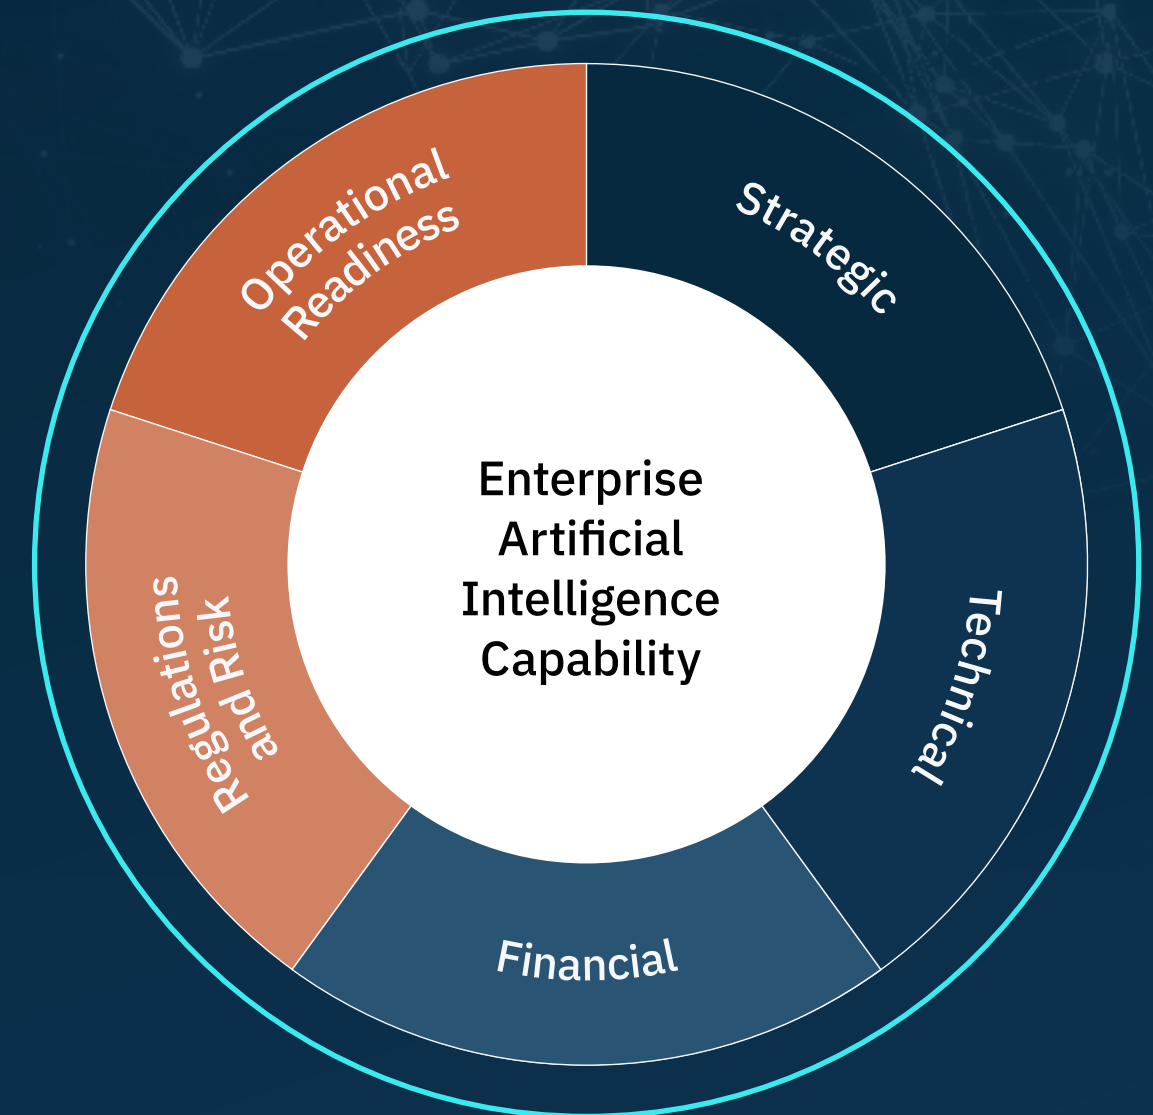 Operational
Readiness
Strategic
Enterprise
Artificial
Intelligence
Capability
Regulations
and Risk
Technical
Financial